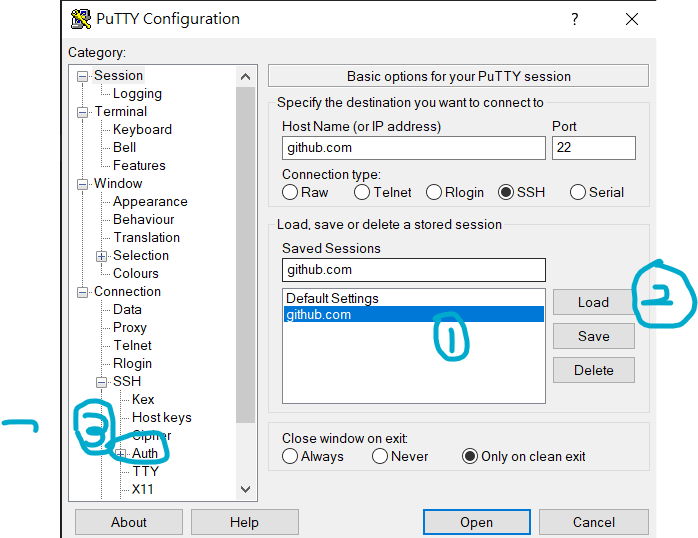 PuTTY Configuration
?
Category:
Session
Logging
Terminal
Keyboard
Bell
Features
Window
Appearance
Behaviour
Translation
Selection
Colours
Connection
Data
Proxy
Telnet
Rlogin
SSH
Kex
Host keys
Cipher
Auth
TTY
X11
Basic options for your PuTTY session
Specify the destination you want to connect to
Host Name (or IP address) Port
github.com 22
Connection type:
Raw Telnet Rlogin SSH Serial
Load, save or delete a stored session
Saved Sessions
github.com
Default Settings
github.com
Load
Save
Delete
Close window on exit:
Always Never Only on clean exit
About Help Open Cancel
1
2
3